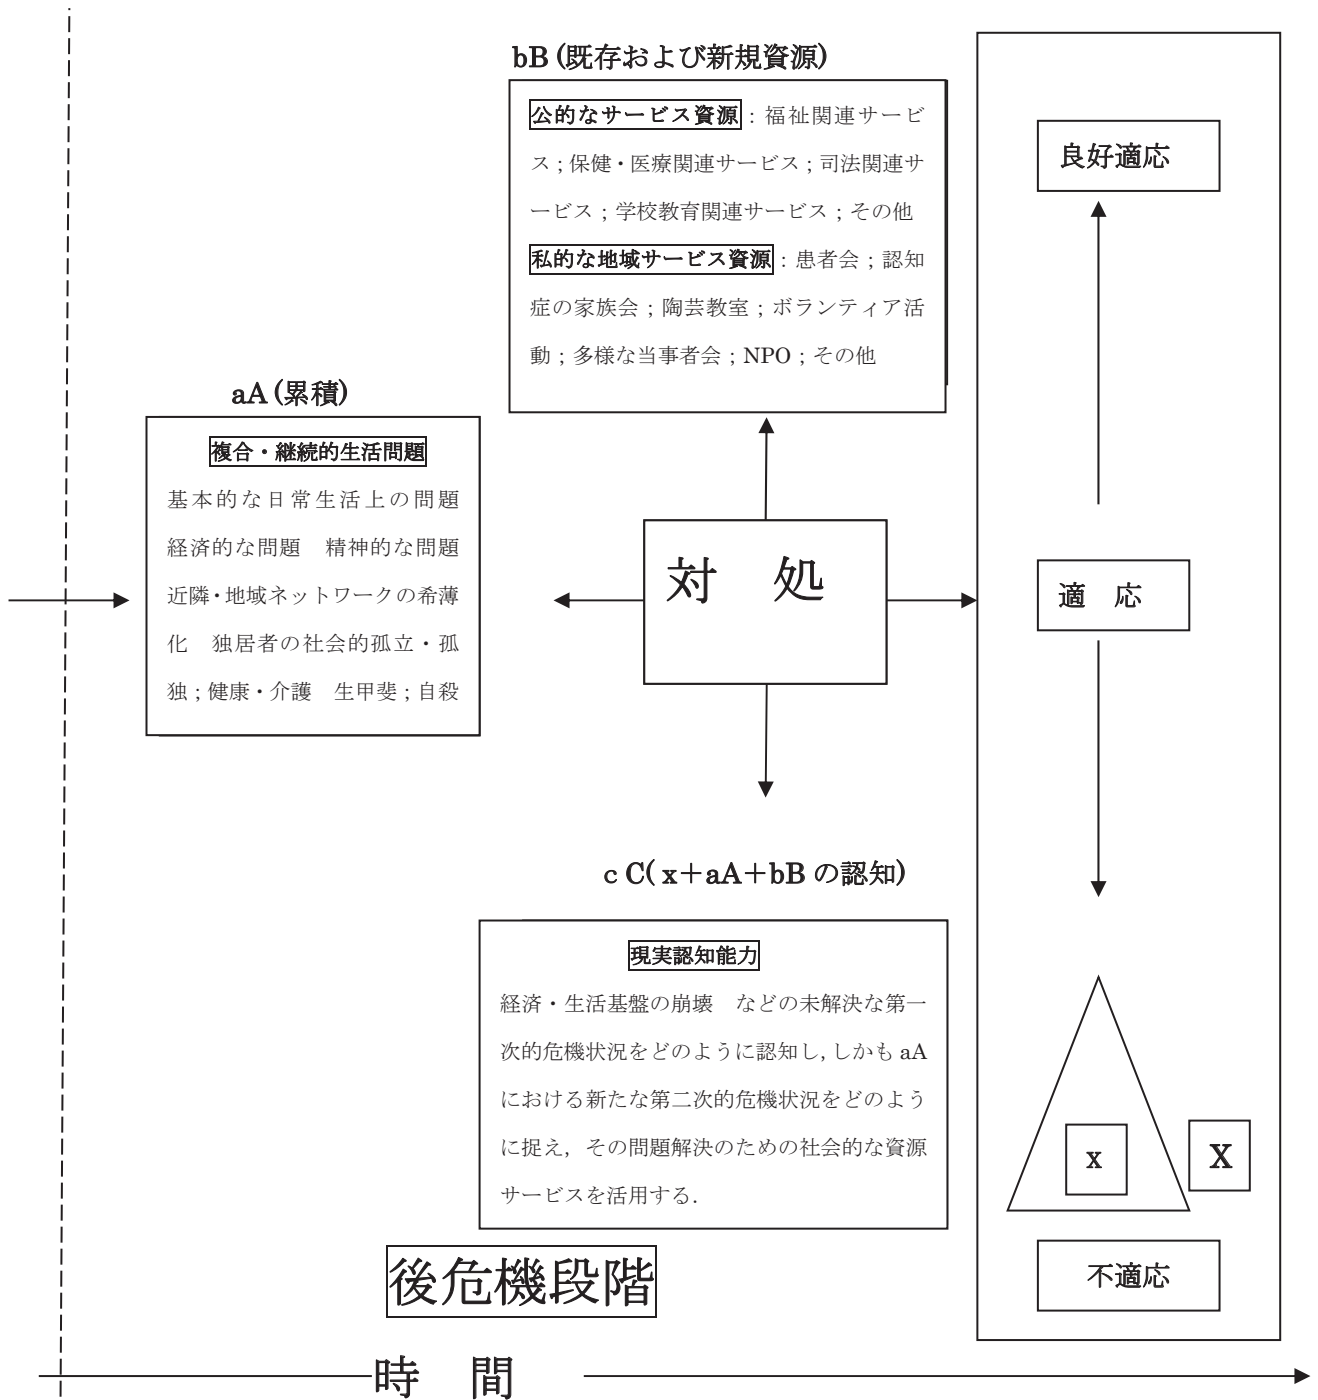 bB (既存および新規資源)
公的なサービス資源 : 福祉関連サービ
ス ; 保健・医療関連サービス ; 司法関連サ
ービス ; 学校教育関連サービス ; その他
私的な地域サービス資源 : 患者会 ; 認知
症の家族会 ; 陶芸教室 ; ボランティア活
動 ; 多様な当事者会 ; NPO ; その他
良好適応
aA (累積)
複合・継続的生活問題
基本的な日常生活上の問題
経済的な問題　精神的な問題
近隣・地域ネットワークの希薄
化　独居者の社会的孤立・孤
独 ; 健康・介護　生甲斐 ; 自殺
対　処
適　応
c C( x＋aA＋bB の認知)
現実認知能力
経済・生活基盤の崩壊　などの未解決な第一
次的危機状況をどのように認知し, しかも aA
における新たな第二次的危機状況をどのよう
に捉え, その問題解決のための社会的な資源
サービスを活用する.
x
X
不適応
後危機段階
時　間